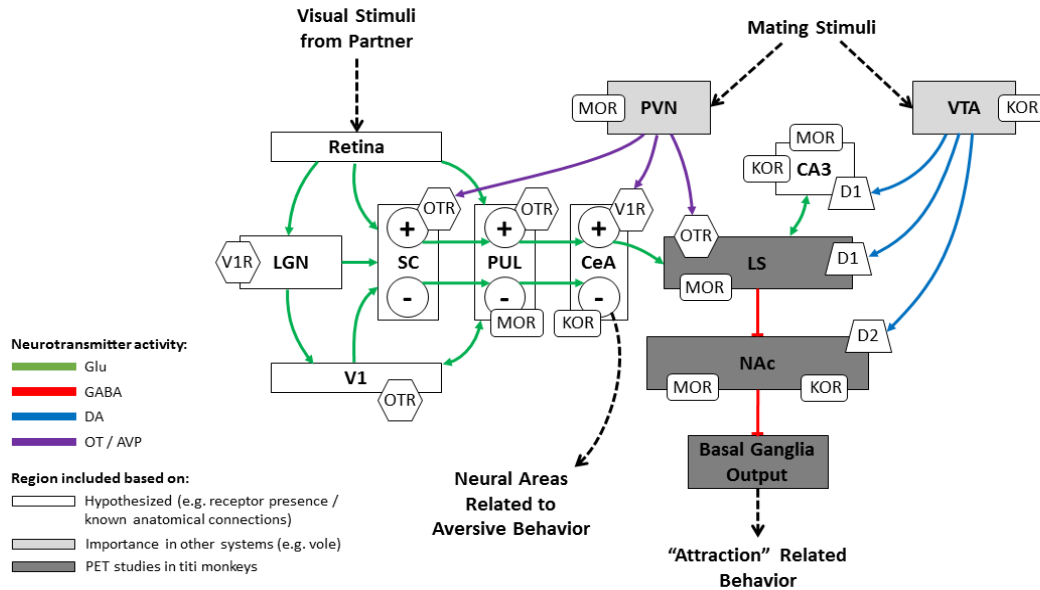 Visual Stimuli
from Partner
Mating Stimuli
MOR
PVN
VTA
KOR
Retina
MOR
KOR
CA3
D1
OTR
OTR
V1R
OTR
V1R
LGN
+
+
+
SC
PUL
CeA
-
-
-
MOR
KOR
LS
D1
MOR
D2
NAc
MOR
KOR
V1
OTR
Basal Ganglia
Output
Neurotransmitter activity:
Glu
GABA
DA
OT / AVP
Region included based on:
Hypothesized (e.g. receptor presence /
known anatomical connections)
Importance in other systems (e.g. vole)
PET studies in titi monkeys
Neural Areas
Related to
Aversive Behavior
“Attraction” Related
Behavior